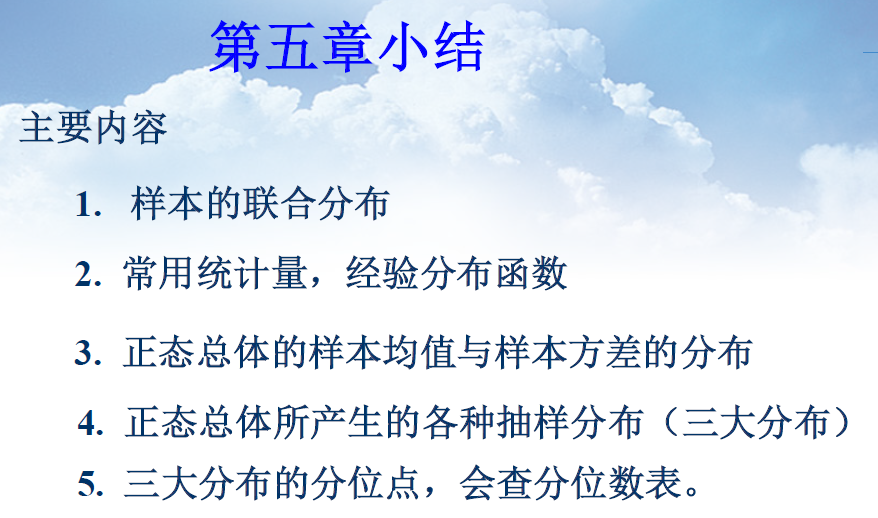 第五章小结
主要内容
1. 样本的联合分布
2. 常用统计量，经验分布函数
3. 正态总体的样本均值与样本方差的分布
4. 正态总体所产生的各种抽样分布（三大分布）
5. 三大分布的分位点，会查分位数表。